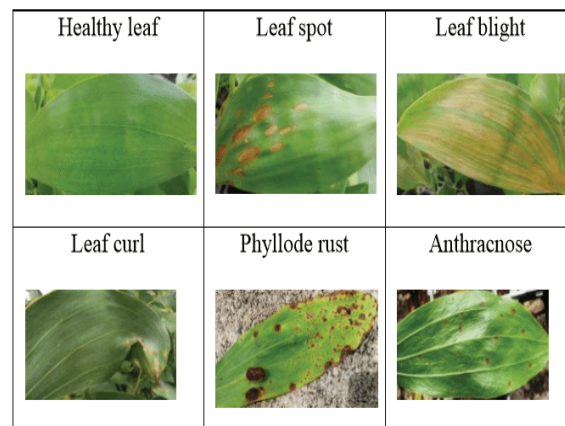 Healthy leaf
Leaf spot
Leaf blight
Leaf curl
Phyllode rust
Anthracnose